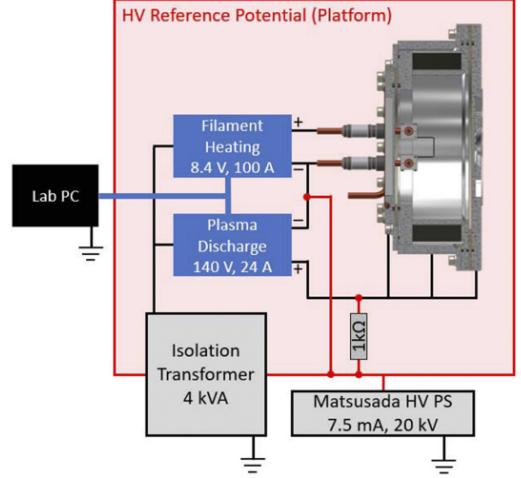 HV Reference Potential (Platform)
Filament
Heating
8.4 V, 100 A
+
−
Lab PC
Plasma
Discharge
140 V, 24 A
−
+
1kΩ
Isolation
Transformer
4 kVA
Matsusada HV PS
7.5 mA, 20 kV